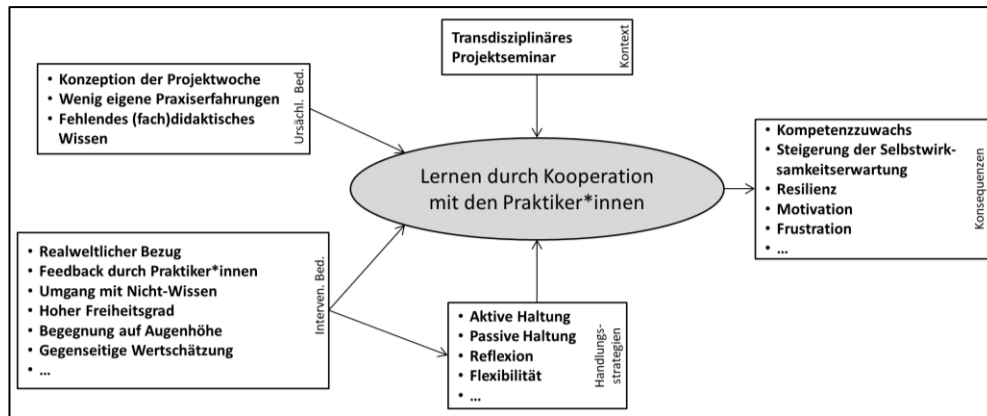 Transdisziplinäres
Projektseminar
Kontext
• Konzeption der Projektwoche
• Wenig eigene Praxiserfahrungen
• Fehlendes (fach)didaktisches
Wissen
Ursächl. Bed.
Lernen durch Kooperation
mit den Praktiker*innen
• Kompetenzzuwachs
• Steigerung der Selbstwirk-
samkeitserwartung
• Resilienz
• Motivation
• Frustration
• ...
Konsequenzen
• Realweltlicher Bezug
• Feedback durch Praktiker*innen
• Umgang mit Nicht-Wissen
• Hoher Freiheitsgrad
• Begegnung auf Augenhöhe
• Gegenseitige Wertschätzung
• ...
Interven. Bed.
• Aktive Haltung
• Passive Haltung
• Reflexion
• Flexibilität
• ...
Handlungs-
strategien